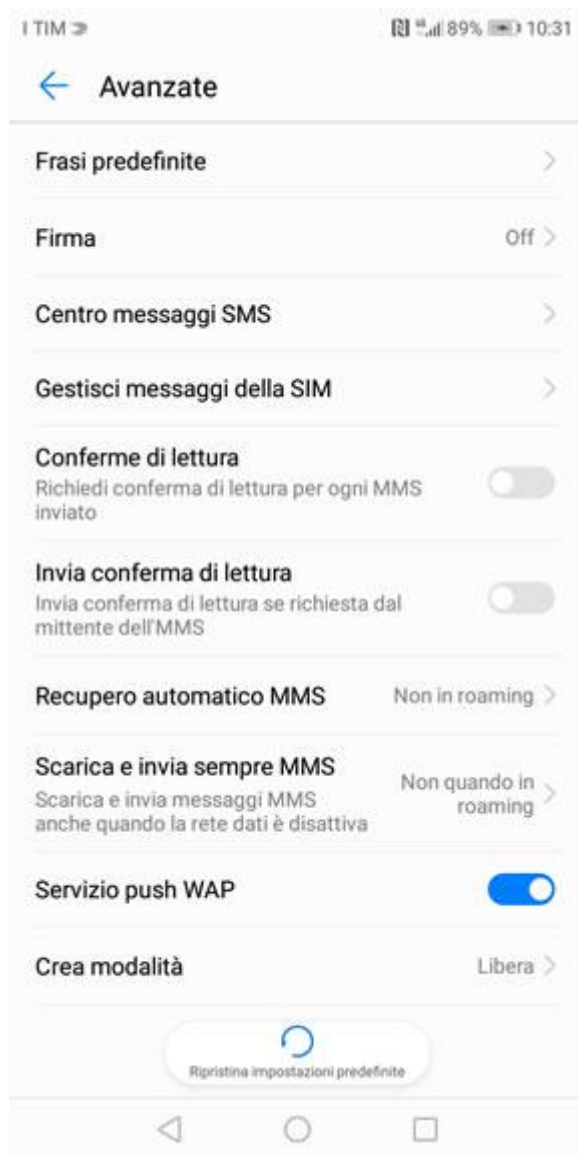 I TIM
89% 10:31
Avanzate
Frasi predefinite
Firma Off
Centro messaggi SMS
Gestisci messaggi della SIM
Conferme di lettura
Richiedi conferma di lettura per ogni MMS
inviato
Invia conferma di lettura
Invia conferma di lettura se richiesta dal
mittente dell'MMS
Recupero automatico MMS Non in roaming
Scarica e invia sempre MMS
Scarica e invia messaggi MMS
anche quando la rete dati è disattiva
Non quando in
roaming
Servizio push WAP
Crea modalità Libera
Ripristina impostazioni predefinite